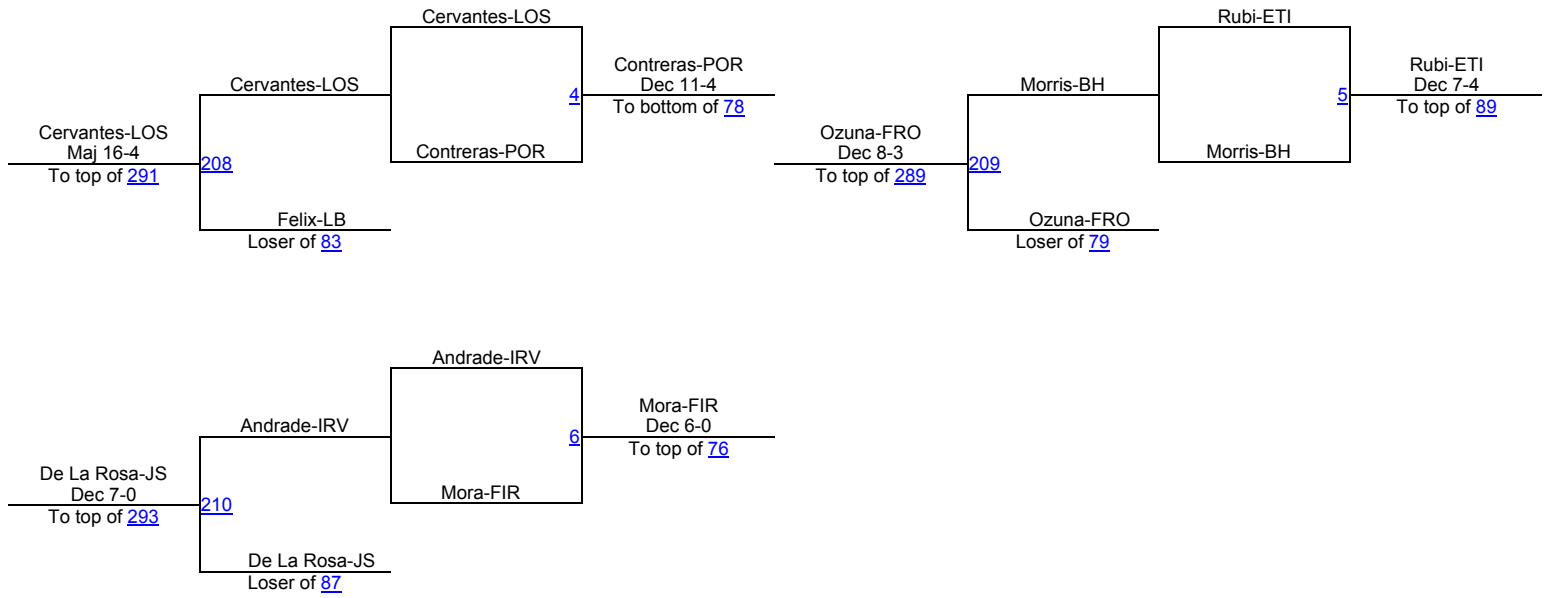 Cervantes-LOS
Contreras-POR
Dec 11-4
4
To bottom of 78
Cervantes-LOS
Contreras-POR
Cervantes-LOS
Maj 16-4
208
To top of 291
Felix-LB
Loser of 83
Rubi-ETI
Rubi-ETI
Dec 7-4
5
To top of 89
Morris-BH
Morris-BH
Ozuna-FRO
Dec 8-3
209
To top of 289
Ozuna-FRO
Loser of 79
Andrade-IRV
Mora-FIR
Dec 6-0
6
To top of 76
Andrade-IRV
Mora-FIR
De La Rosa-JS
Dec 7-0
210
To top of 293
De La Rosa-JS
Loser of 87